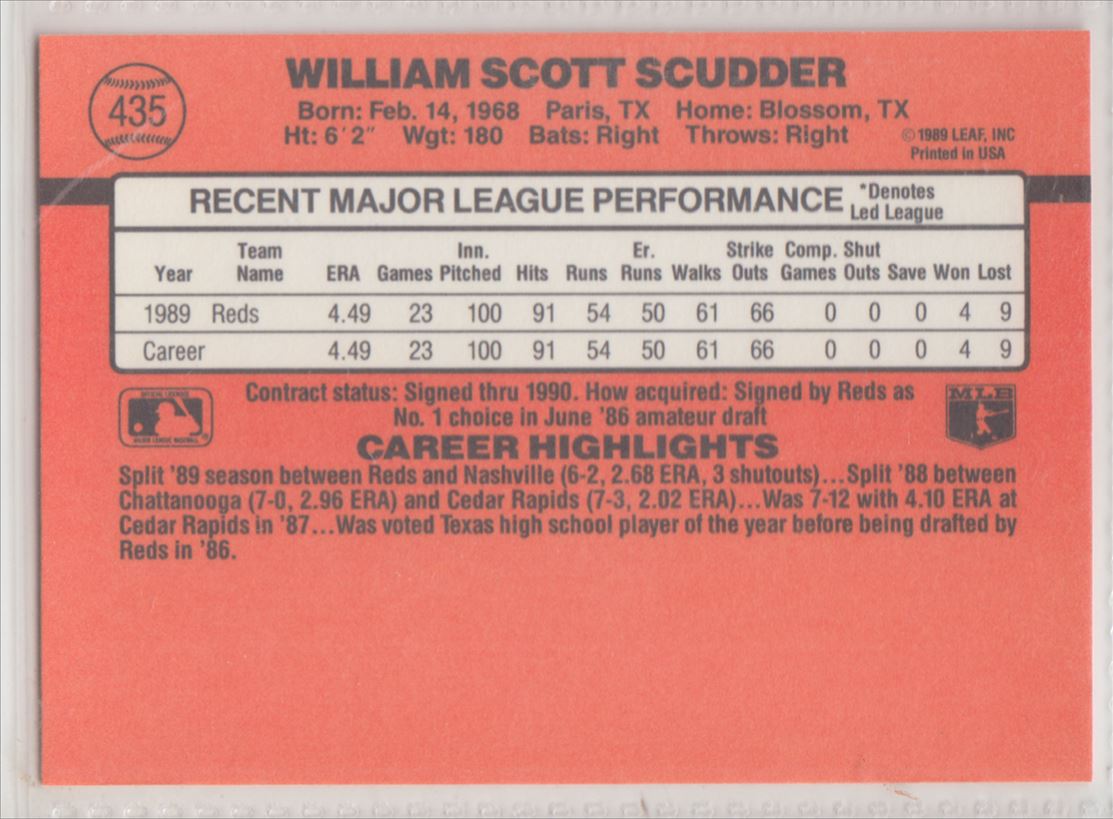 435
WILLIAM SCOTT SCUDDER
Born: Feb. 14, 1968 Paris, TX Home: Blossom, TX
Ht: 6´2˝ Wgt: 180 Bats: Right Throws: Right
©1989 LEAF, INC
Printed in USA
RECENT MAJOR LEAGUE PERFORMANCE
*Denotes
Led League
Team Inn. Er. Strike Comp. Shut
Year Name ERA Games Pitched Hits Runs Runs Walks Outs Games Outs Save Won Lost
1989 Reds 4.49 23 100 91 54 50 61 66 0 0 0 4 9
Career 4.49 23 100 91 54 50 61 66 0 0 0 4 9
Contract status: Signed thru 1990. How acquired: Signed by Reds as
No. 1 choice in June '86 amateur draft
MLB
CAREER HIGHLIGHTS
Split '89 season between Reds and Nashville (6-2, 2.68 ERA, 3 shutouts)...Split '88 between
Chattanooga (7-0, 2.96 ERA) and Cedar Rapids (7-3, 2.02 ERA)...Was 7-12 with 4.10 ERA at
Cedar Rapids in '87...Was voted Texas high school player of the year before being drafted by
Reds in '86.